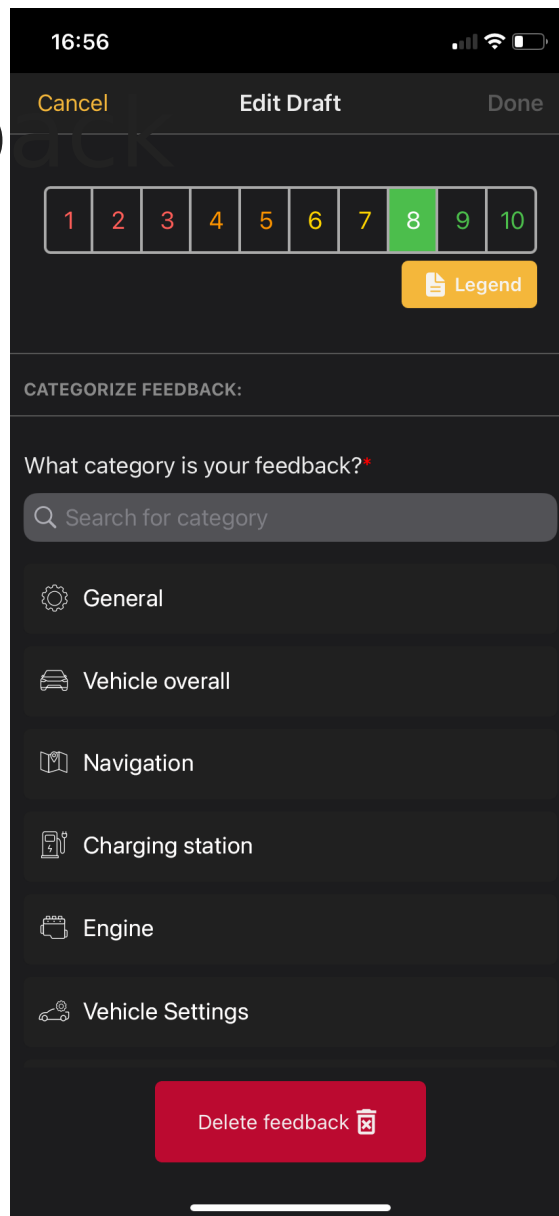 16:56
Cancel Edit Draft Done
back
1 2 3 4 5 6 7 8 9 10
Legend
CATEGORIZE FEEDBACK:
What category is your feedback?*
Search for category
General
Vehicle overall
Navigation
Charging station
Engine
Vehicle Settings
Delete feedback